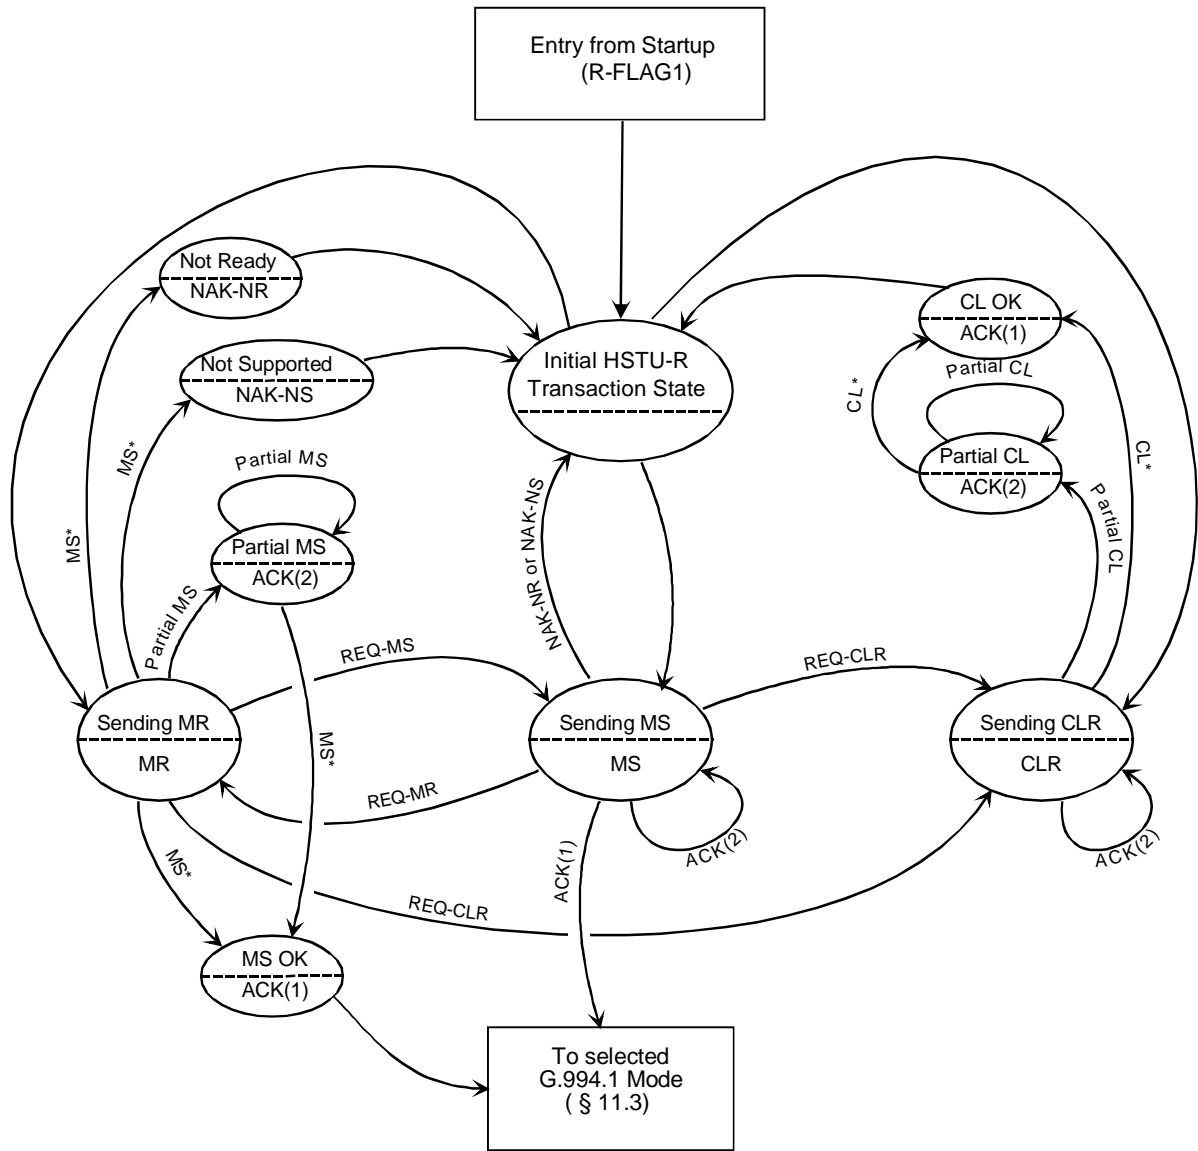 Entry from Startup
(R-FLAG1)
Not Ready
NAK-NR
CL OK
ACK(1)
Initial HSTU-R
Transaction State
Not Supported
NAK-NS
Partial CL
CL*
MS*
Partial MS
Partial CL
ACK(2)
CL*
NAK-NR or NAK-NS
Partial CL
MS*
Partial MS
ACK(2)
Partial MS
REQ-MS
REQ-CLR
Sending MR
MR
Sending MS
MS
Sending CLR
CLR
MS*
REQ-MR
ACK(2)
ACK(2)
MS*
ACK(1)
REQ-CLR
MS OK
ACK(1)
To selected
G.994.1 Mode
( § 11.3)